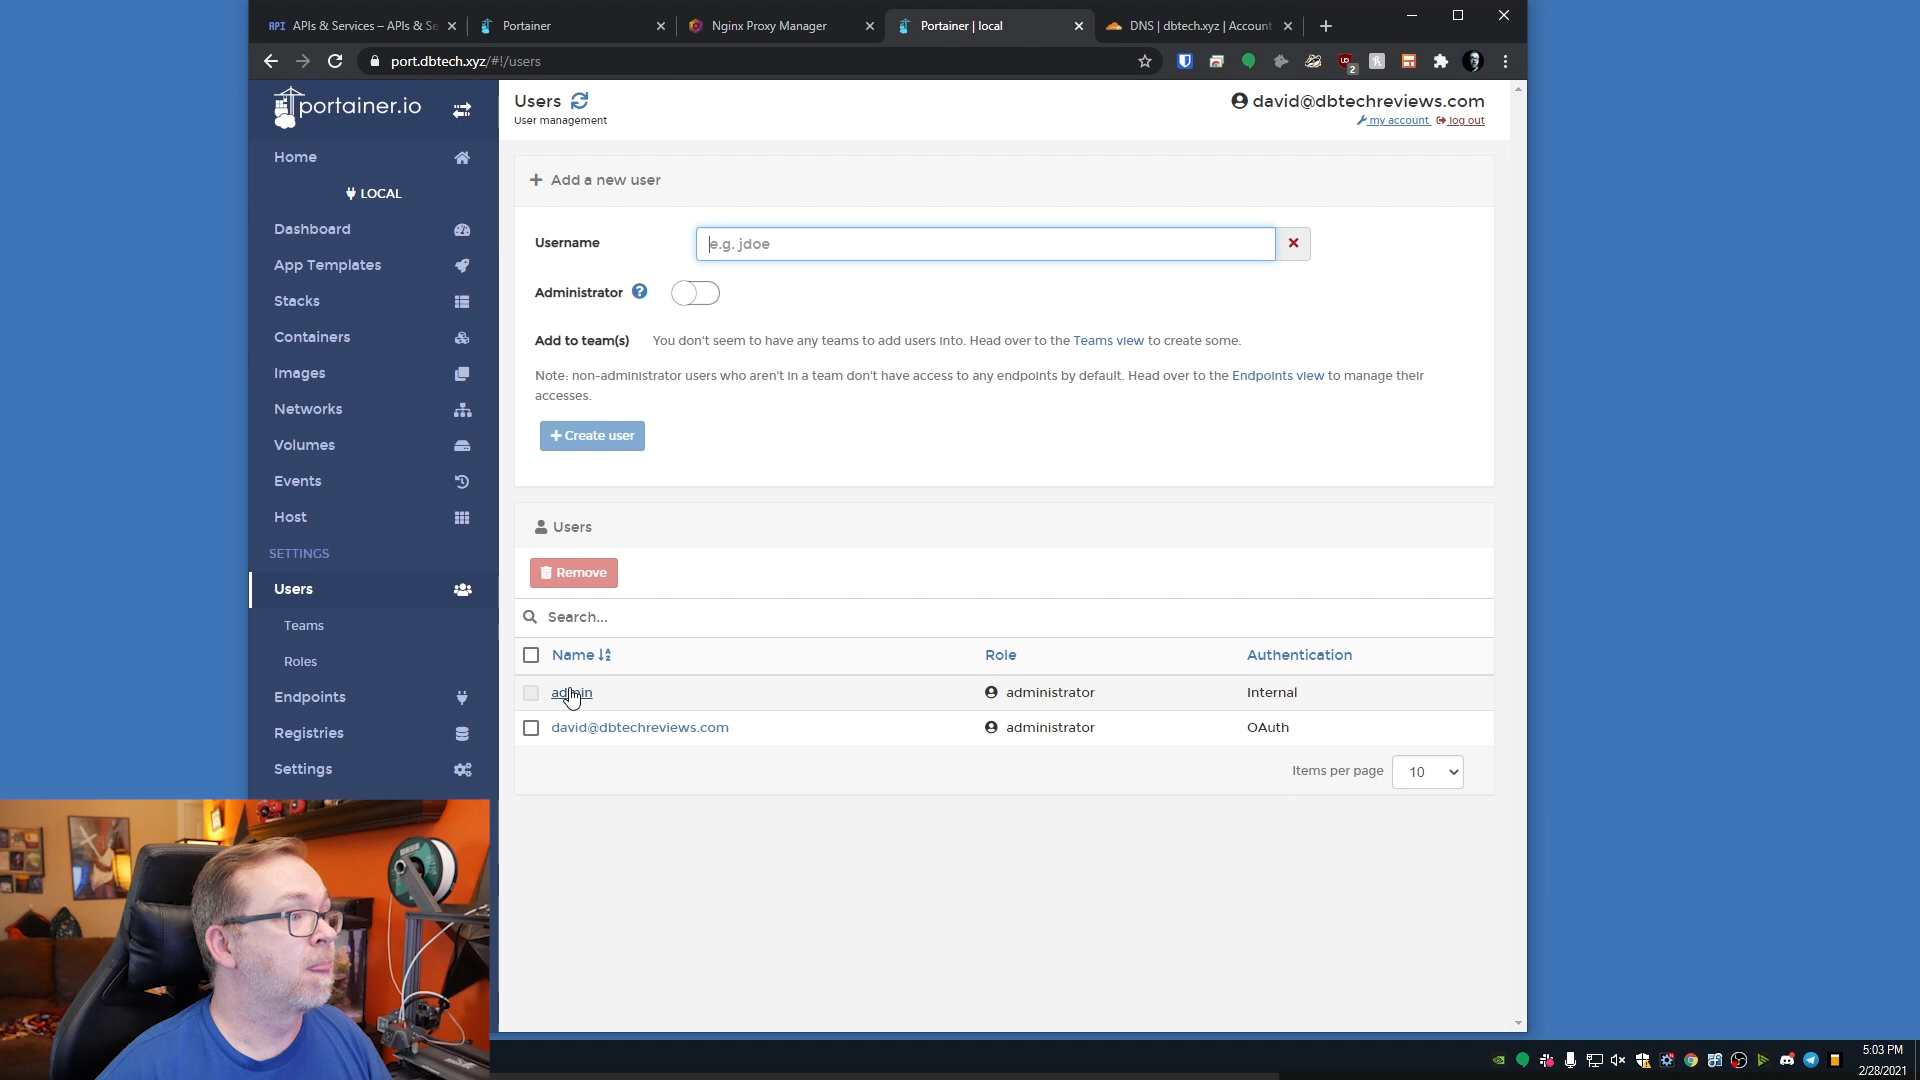 API APIs & Services – APIs & Se
Portainer
Nginx Proxy Manager
Portainer | local
DNS | dbtech.xyz | Account
port.dbtech.xyz/#!/users
2
portainer.io
Users
User management
david@dbtechreviews.com
my account
log out
Home
LOCAL
Dashboard
App Templates
Stacks
Containers
Images
Networks
Volumes
Events
Host
SETTINGS
Users
Teams
Roles
Endpoints
Registries
Settings
Add a new user
Username
e.g. jdoe
Administrator
Add to team(s)
You don't seem to have any teams to add users into. Head over to the Teams view to create some.
Note: non-administrator users who aren't in a team don't have access to any endpoints by default. Head over to the Endpoints view to manage their
accesses.
Create user
Users
Remove
Search...
Name
Role
Authentication
admin
administrator
Internal
david@dbtechreviews.com
administrator
OAuth
Items per page
10
5:03 PM
2/28/2021